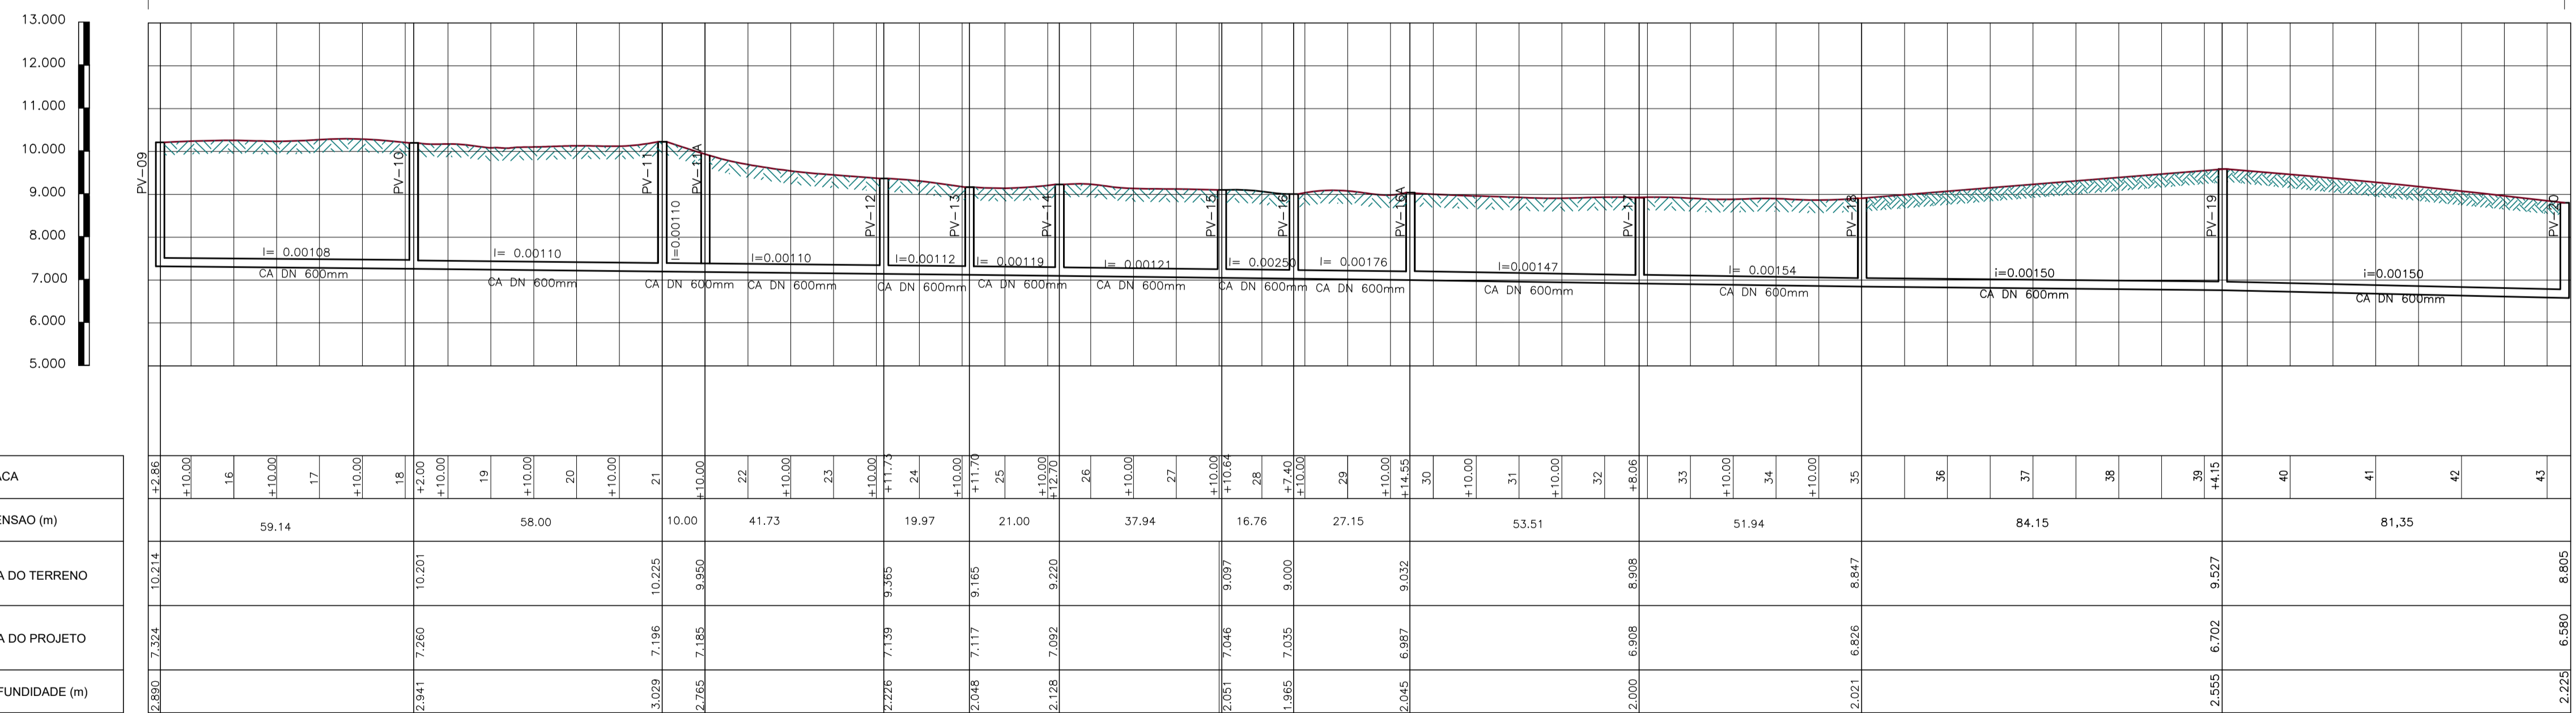 13.000
12.000
11.000
10.000
9.000
8.000
7.000
6.000
5.000
PV-09
PV-10
PV-11
PV-11A
PV-12
PV-13
PV-14
PV-15
PV-16
PV-16A
PV-17
PV-18
PV-19
PV-20
I= 0.00108
I= 0.00110
I=0.00110
I=0.00110
I=0.00112
I= 0.00119
I= 0.00121
I= 0.00250
I= 0.00176
I=0.00147
I= 0.00154
i=0.00150
i=0.00150
CA DN 600mm
CA DN 600mm
CA DN 600mm
CA DN 600mm
CA DN 600mm
CA DN 600mm
CA DN 600mm
CA DN 600mm
CA DN 600mm
CA DN 600mm
CA DN 600mm
CA DN 600mm
CA DN 600mm
ACA +2.86 +10.00 16 +10.00 17 +10.00 18 +2.00 +10.00 19 +10.00 20 +10.00 21 +10.00 22 +10.00 23 +10.00 +11.73 24 +10.00 +11.70 25 +10.00 +12.70 26 +10.00 27 +10.00 +10.64 28 +7.40 +10.00 29 +10.00 +14.55 30 +10.00 31 +10.00 32 +8.06 33 +10.00 34 +10.00 35 36 37 38 39 +4.15 40 41 42 43
ENSAO (m) 59.14 58.00 10.00 41.73 19.97 21.00 37.94 16.76 27.15 53.51 51.94 84.15 81,35
A DO TERRENO 10.214 10.201 10.225 9.950 9.365 9.165 9.220 9.097 9.000 9.032 8.908 8.847 9.527 8.805
A DO PROJETO 7.324 7.260 7.196 7.185 7.139 7.117 7.092 7.046 7.035 6.987 6.908 6.826 6.702 6.580
FUNDIDADE (m) 2.890 2.941 3.029 2.765 2.226 2.048 2.128 2.051 1.965 2.045 2.000 2.021 2.555 2.225